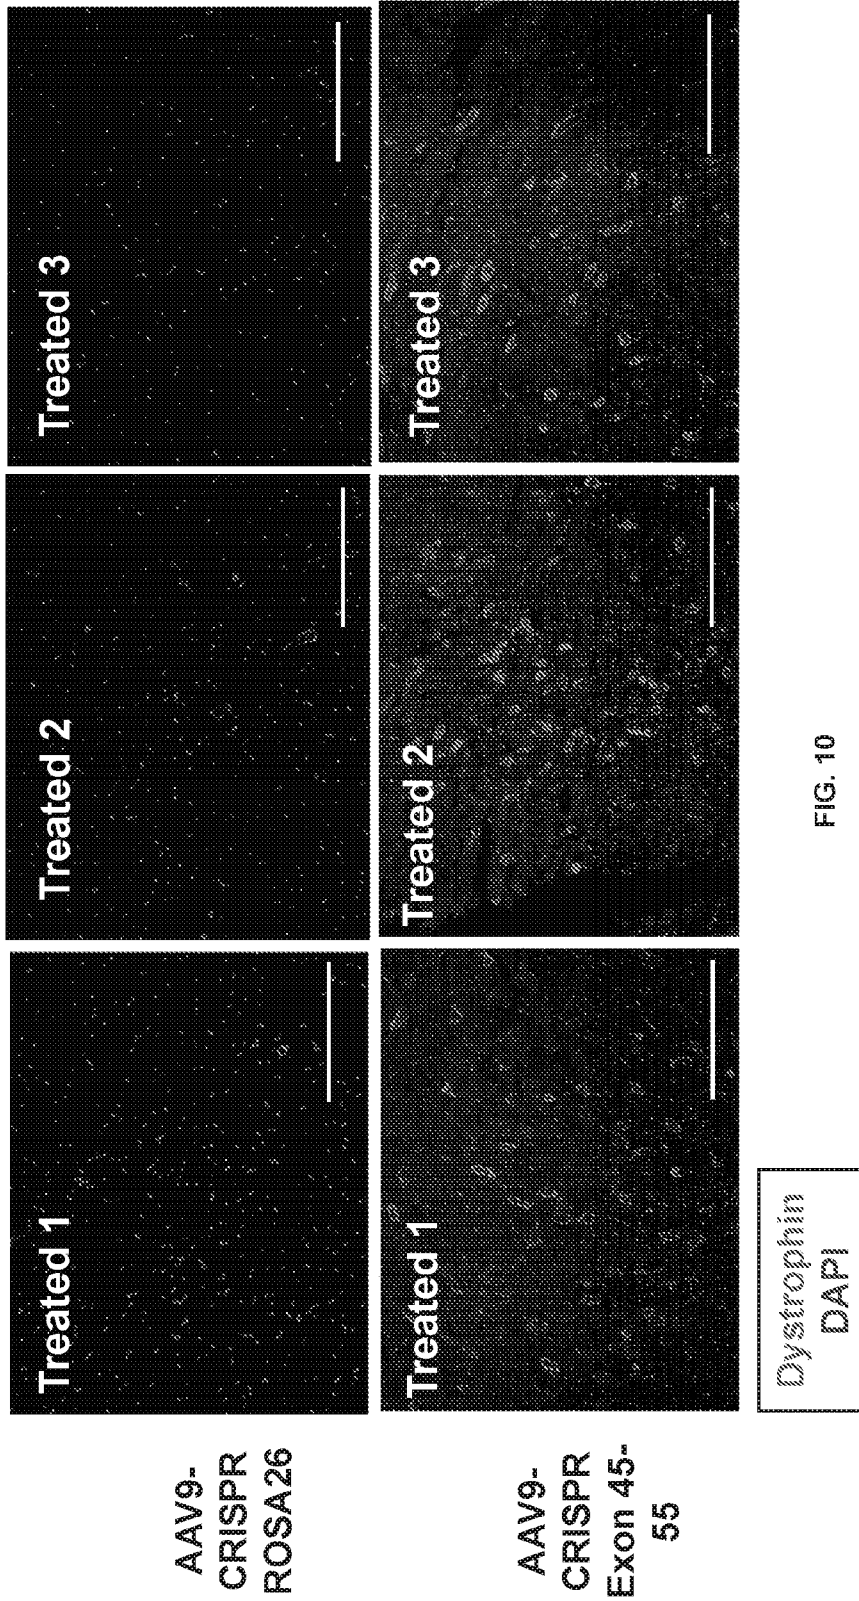 AAV9-
CRISPR
ROSA26
Treated 1
Treated 2
Treated 3
AAV9-
CRISPR
Exon 45-
55
Treated 1
Treated 2
Treated 3
Dystrophin
DAPI
FIG. 10